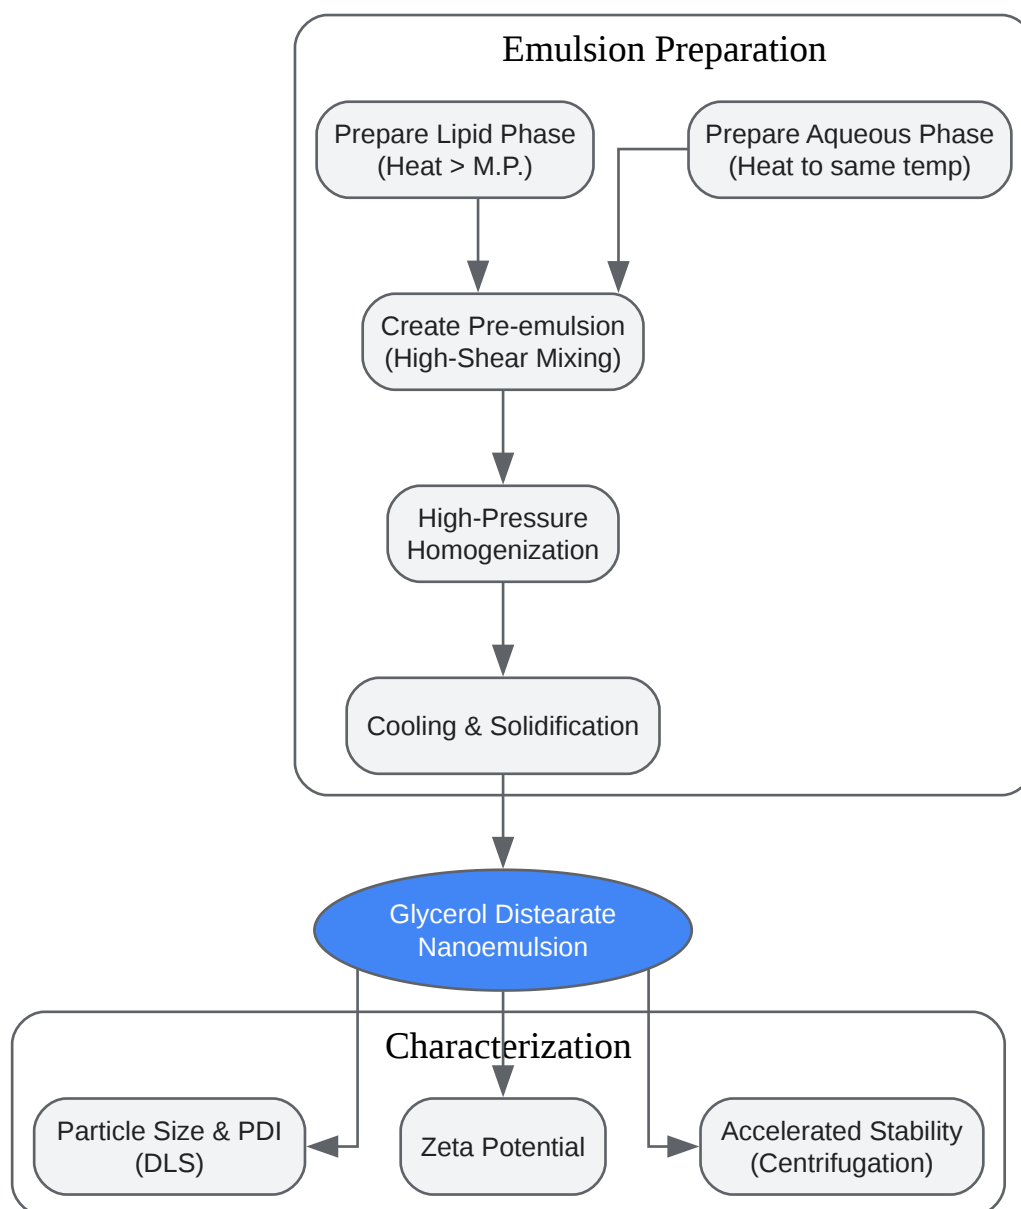 Emulsion Preparation
Prepare Lipid Phase
(Heat > M.P.)
Prepare Aqueous Phase
(Heat to same temp)
Create Pre-emulsion
(High-Shear Mixing)
High-Pressure
Homogenization
Cooling & Solidification
Glycerol Distearate
Nanoemulsion
Characterization
Particle Size & PDI
(DLS)
Zeta Potential
Accelerated Stability
(Centrifugation)